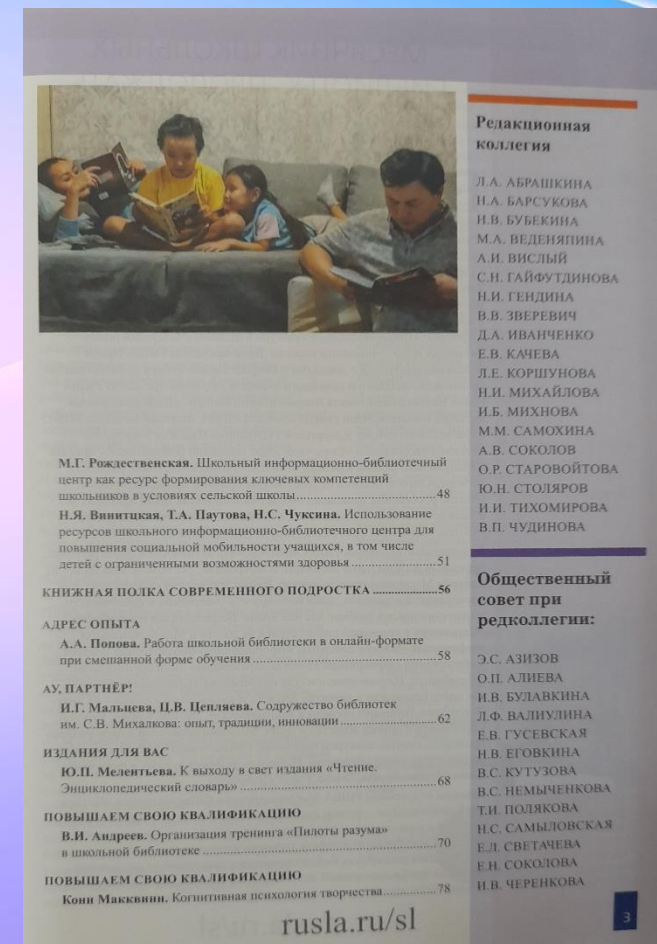 М.Г. Рождественская. Школьный информационно-библиотечный
центр как ресурс формирования ключевых компетенций
школьников в условиях сельской школы.....48
Н.Я. Виницкая, Т.А. Паутова, Н.С. Чуксина. Использование
ресурсов школьного информационно-библиотечного центра для
повышения социальной мобильности учащихся, в том числе
детей с ограниченными возможностями здоровья.....51
КНИЖНАЯ ПОЛКА СОВРЕМЕННОГО ПОДРОСТКА.....56
АДРЕС ОПЫТА
А.А. Попова. Работа школьной библиотеки в онлайн-формате
при смешанной форме обучения.....58
АУ, ПАРТНЁР!
И.Г. Мальцева, Ц.В. Цепляева. Содружество библиотек
им. С.В. Михалкова: опыт, традиции, инновации.....62
ИЗДАНИЯ ДЛЯ ВАС
Ю.П. Мелентьева. К выходу в свет издания «Чтение.
Энциклопедический словарь».....68
ПОВЫШАЕМ СВОЮ КВАЛИФИКАЦИЮ
В.И. Андреев. Организация тренинга «Пилоты разума»
в школьной библиотеке.....70
ПОВЫШАЕМ СВОЮ КВАЛИФИКАЦИЮ
Кони Макквини. Когнитивная психология творчества.....78
rusla.ru/sl
Редакционная
коллегия
Л.А. АБРАШКИНА
Н.А. БАРСУКОВА
И.В. БУБЕКИНА
М.А. ВЕДЕНЯПИНА
А.И. ВИСЛЫЙ
С.Н. ГАЙФУТДИНОВА
Н.И. ГЕНДИНА
В.В. ЗВЕРЕВИЧ
Д.А. ИВАНЧЕНКО
Е.В. КАЧЕВА
Л.Е. КОРШУНОВА
Н.И. МИХАЙЛОВА
И.Б. МИХНОВА
М.М. САМОХИНА
А.В. СОКОЛОВ
О.Р. СТАРОВОЙТОВА
Ю.Н. СТОЛЯРОВ
И.И. ТИХОМИРОВА
В.П. ЧУДИНОВА
Общественный
совет при
редколлегии:
Э.С. АЗИЗОВ
О.П. АЛИЕВА
И.В. БУЛАВКИНА
Л.Ф. ВАЛИУЛИНА
Е.В. ГУСЕВСКАЯ
Н.В. ЕГОВКИНА
В.С. КУТУЗОВА
В.С. НЕМЫЧЕНКОВА
Т.И. ПОЛЯКОВА
Н.С. САМЫЛОВСКАЯ
Е.Л. СВЕТАЧЕВА
Е.Н. СОКОЛОВА
И.В. ЧЕРЕНКОВА
3